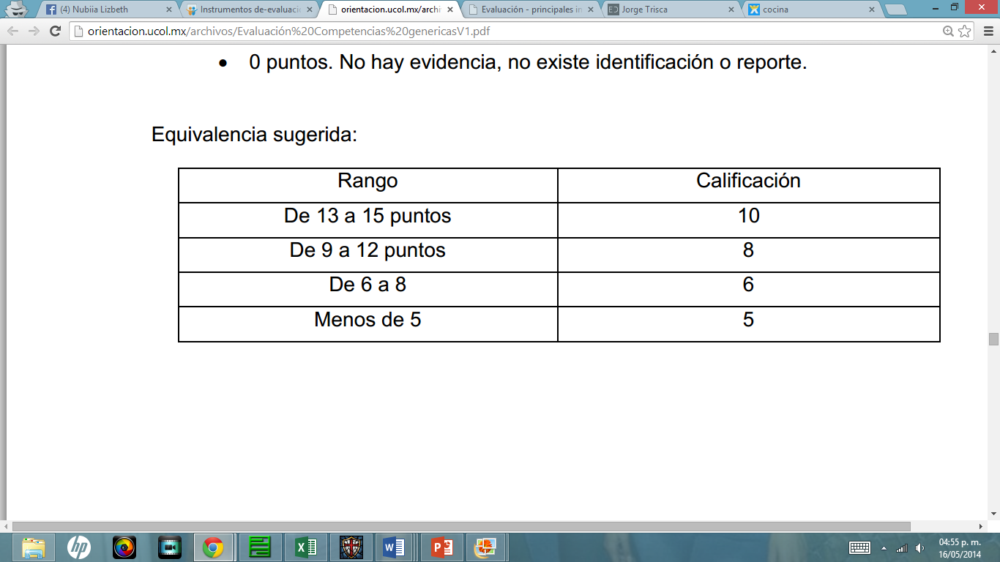 (4) Nubiia Lizbeth
Instrumentos de-evaluaci
orientacion.ucol.mx/archi
Evaluación - principales in
Jorge Trisca
cocina
orientacion.ucol.mx/archivos/Evaluación%20Competencias%20genericasV1.pdf
• 0 puntos. No hay evidencia, no existe identificación o reporte.
Equivalencia sugerida:
Rango Calificación
De 13 a 15 puntos 10
De 9 a 12 puntos 8
De 6 a 8 6
Menos de 5 5
04:55 p. m.
16/05/2014